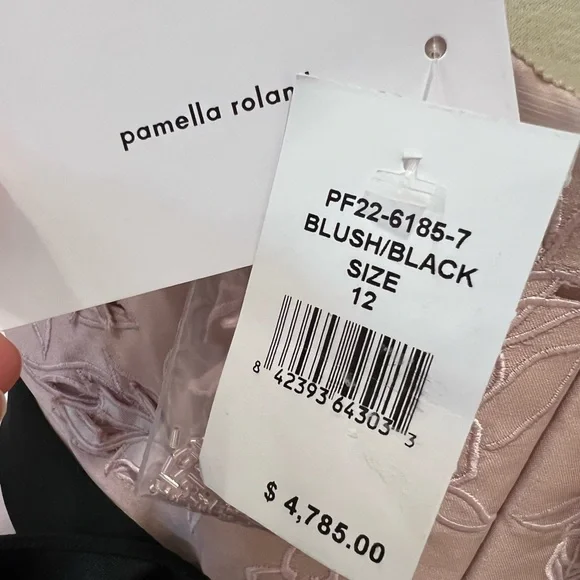 pamella rolan
PF22-6185-7
BLUSH/BLACK
SIZE
12
8 42393 64303 3
$ 4,785.00